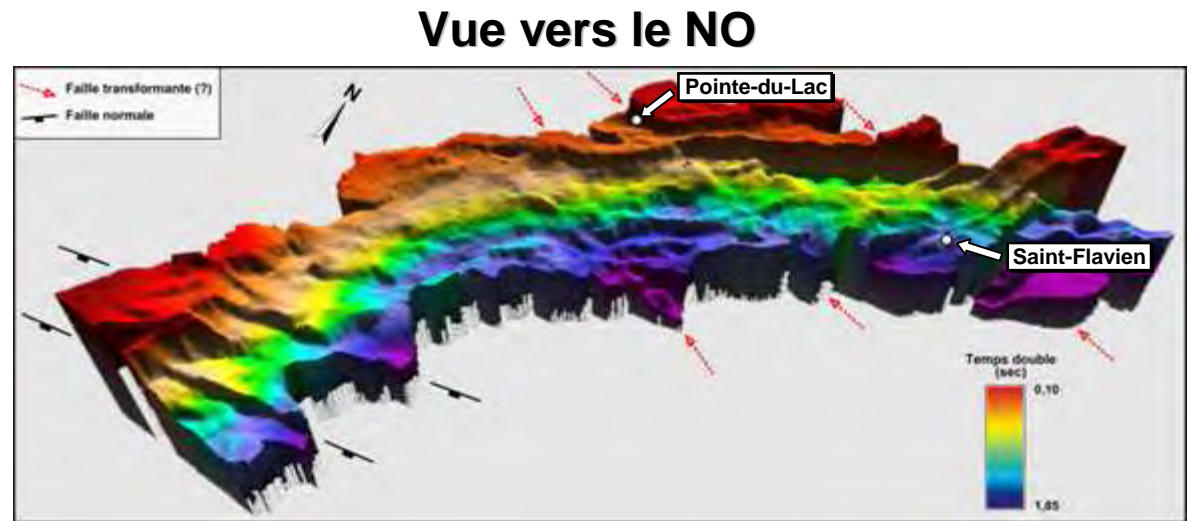 Vue vers le NO
Faille transformante (?)
Faille normale
N
Pointe-du-Lac
Saint-Flavien
Temps double
(sec)
0,10
1,05